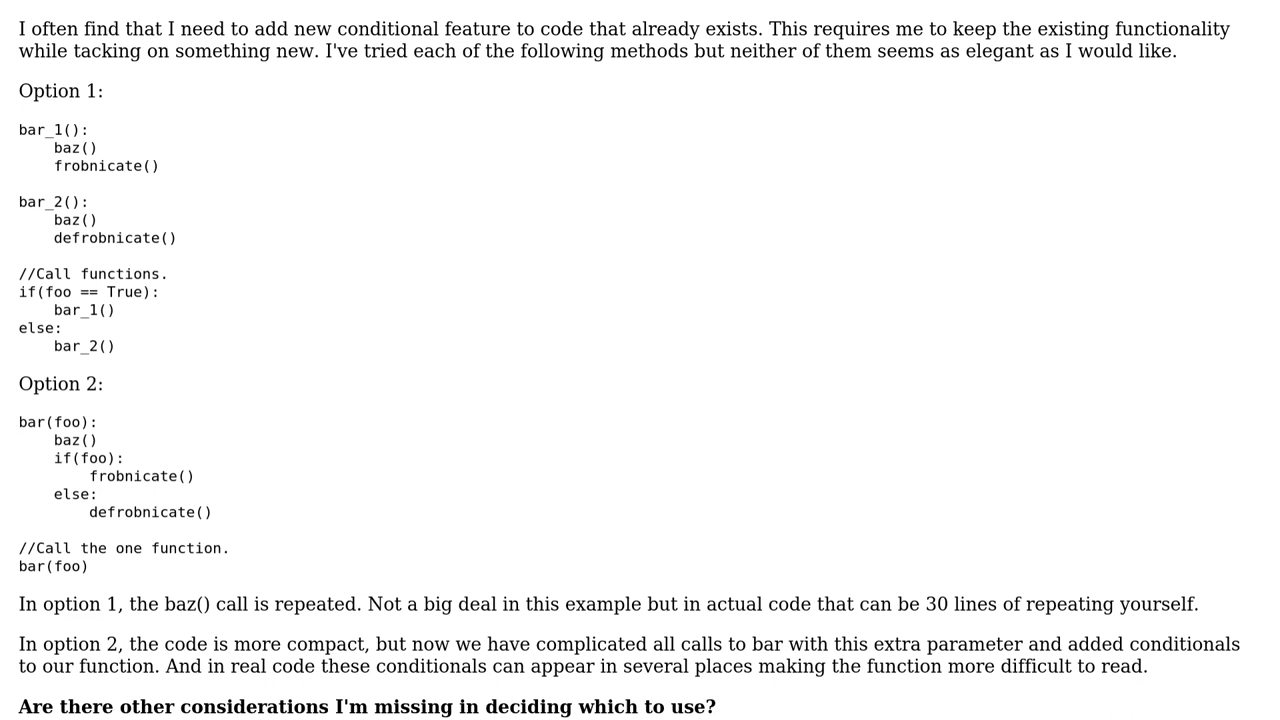 I often find that I need to add new conditional feature to code that already exists. This requires me to keep the existing functionality
while tacking on something new. I've tried each of the following methods but neither of them seems as elegant as I would like.
Option 1:
bar_1():
    baz()
    frobnicate()
bar_2():
    baz()
    defrobnicate()
//Call functions.
if(foo == True):
    bar_1()
else:
    bar_2()
Option 2:
bar(foo):
    baz()
    if(foo):
        frobnicate()
    else:
        defrobnicate()
//Call the one function.
bar(foo)
In option 1, the baz() call is repeated. Not a big deal in this example but in actual code that can be 30 lines of repeating yourself.
In option 2, the code is more compact, but now we have complicated all calls to bar with this extra parameter and added conditionals
to our function. And in real code these conditionals can appear in several places making the function more difficult to read.
Are there other considerations I'm missing in deciding which to use?